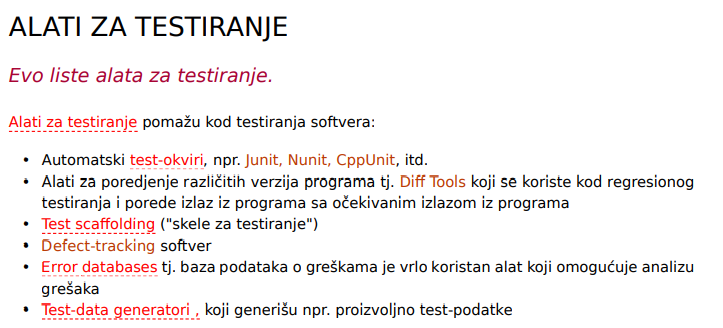 ALATI ZA TESTIRANJE
Evo liste alata za testiranje.
Alati za testiranje pomažu kod testiranja softvera:
• Automatski test-okviri, npr. Junit, Nunit, CppUnit, itd.
• Alati za poredjenje različitih verzija programa tj. Diff Tools koji se koriste kod regresionog
testiranja i porede izlaz iz programa sa očekivanim izlazom iz programa
• Test scaffolding ("skele za testiranje")
• Defect-tracking softver
• Error databases tj. baza podataka o greškama je vrlo koristan alat koji omogućuje analizu
grešaka
• Test-data generatori , koji generišu npr. proizvoljno test-podatke